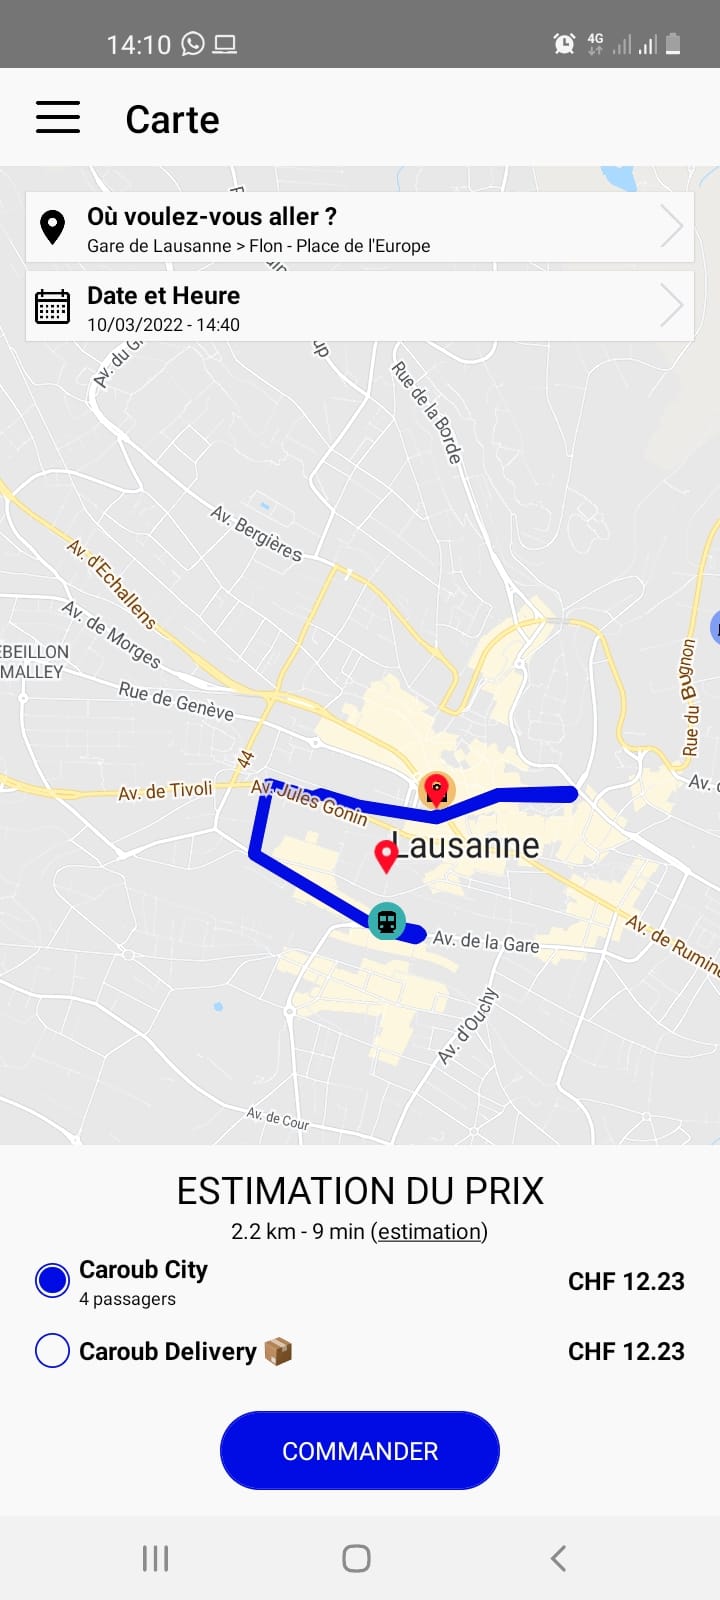 14:10
4G
Carte
Où voulez-vous aller ?
Gare de Lausanne > Flon - Place de l'Europe
Date et Heure
10/03/2022 - 14:40
Av. du G
up
Rue de la Borde
Av. Bergières
Av. d'Echallens
Av. de Morges
EBEILLON
MALLEY
Rue de Genève
Rue du Bugnon
44
Av. de Tivoli
Av. Jules Gonin
Av.
Lausanne
Av. de la Gare
Av. de Rumine
Av. d'Ouchy
Av. de Cour
ESTIMATION DU PRIX
2.2 km - 9 min (estimation)
Caroub City
4 passagers
CHF 12.23
Caroub Delivery 📦
CHF 12.23
COMMANDER